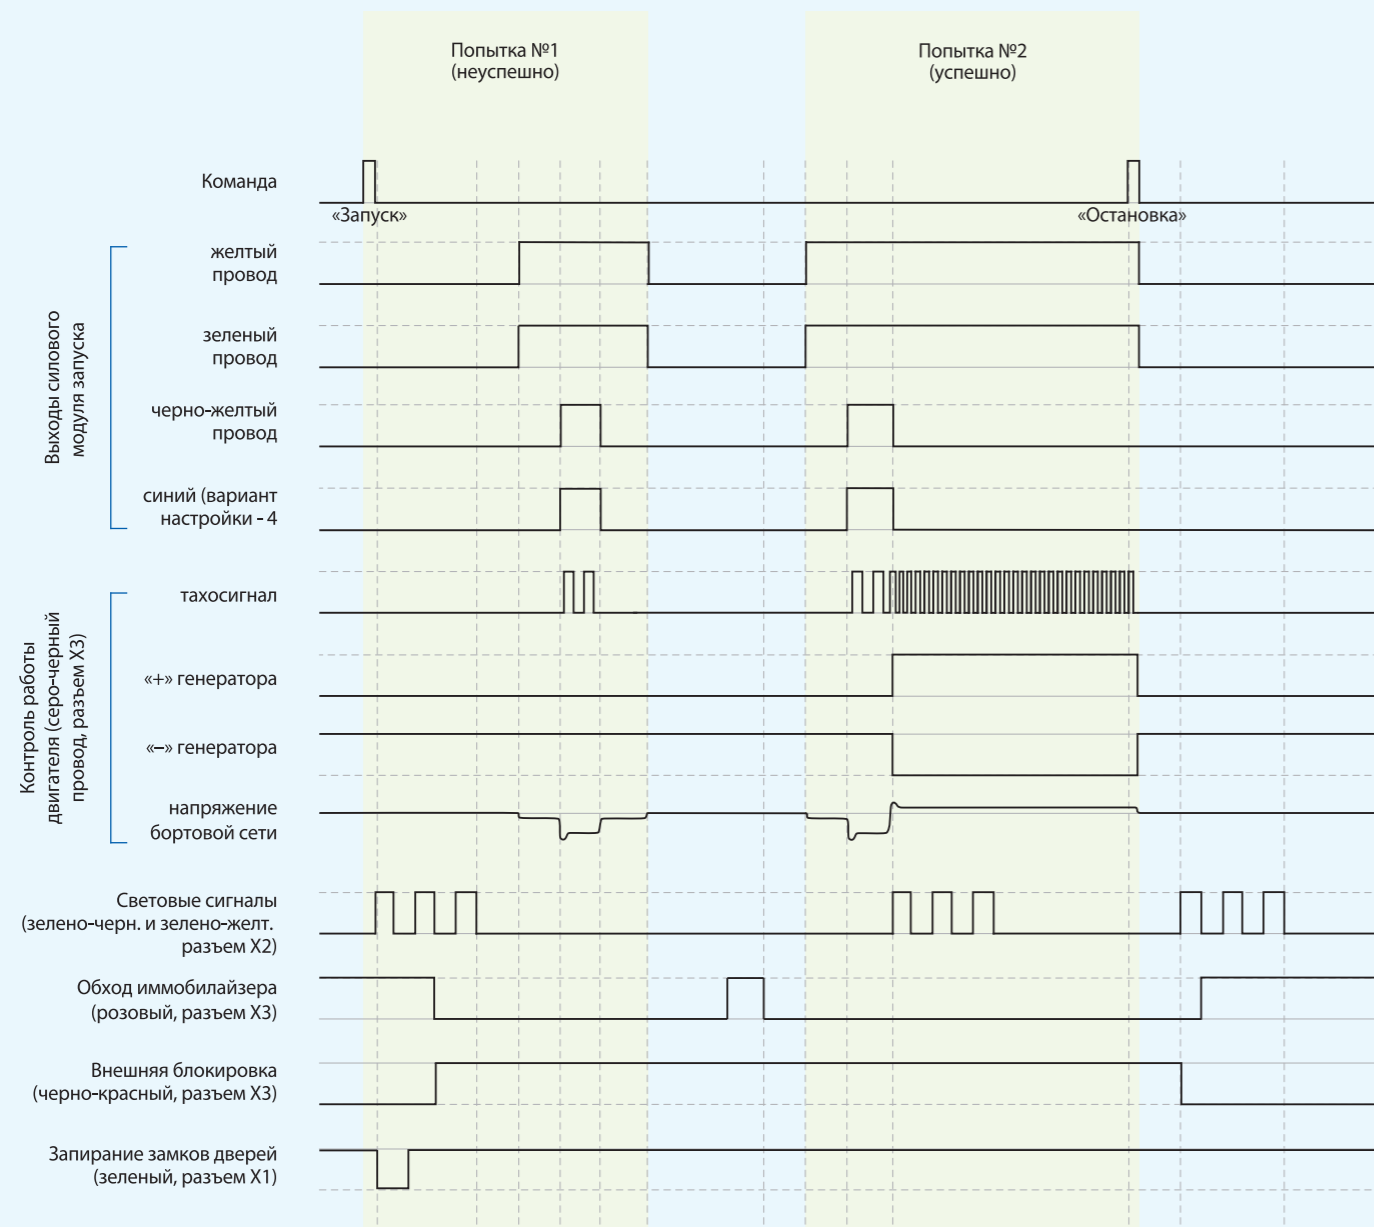 Попытка №1
(неуспешно)
Попытка №2
(успешно)
Команда
«Запуск»
«Остановка»
Выходы силового
модуля запуска
желтый
провод
зеленый
провод
черно-желтый
провод
синий (вариант
настройки - 4
Контроль работы
двигателя (серо-черный
провод, разъем X3)
тахосигнал
«+» генератора
«–» генератора
напряжение
бортовой сети
Световые сигналы
(зелено-черн. и зелено-желт.
разъем X2)
Обход иммобилайзера
(розовый, разъем X3)
Внешняя блокировка
(черно-красный, разъем X3)
Запирание замков дверей
(зеленый, разъем X1)